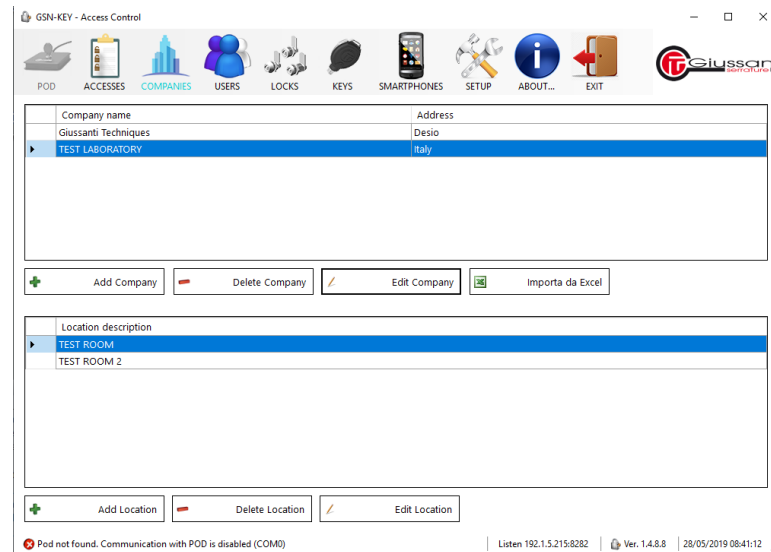 GSN-KEY - Access Control
POD ACCESSES COMPANIES USERS LOCKS KEYS SMARTPHONES SETUP ABOUT... EXIT
Giussan
serrature
Company name Address
Giussanti Techniques Desio
TEST LABORATORY Italy
Add Company Delete Company Edit Company Importa da Excel
Location description
TEST ROOM
TEST ROOM 2
Add Location Delete Location Edit Location
Pod not found. Communication with POD is disabled (COM0) Listen 192.1.5.215:8282 Ver. 1.4.8.8 28/05/2019 08:41:12